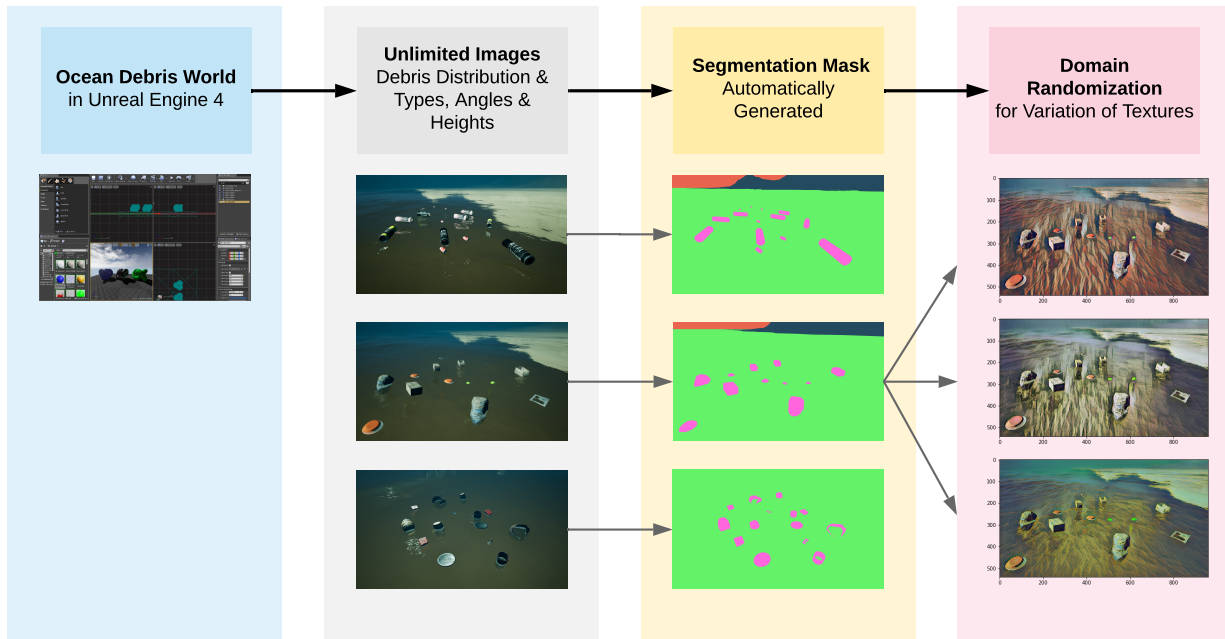 Ocean Debris World
in Unreal Engine 4
Unlimited Images
Debris Distribution &
Types, Angles &
Heights
Segmentation Mask
Automatically
Generated
Domain
Randomization
for Variation of Textures
0
100
200
300
400
500
0
200
400
600
800
0
100
200
300
400
500
0
200
400
600
800
0
100
200
300
400
500
0
200
400
600
800